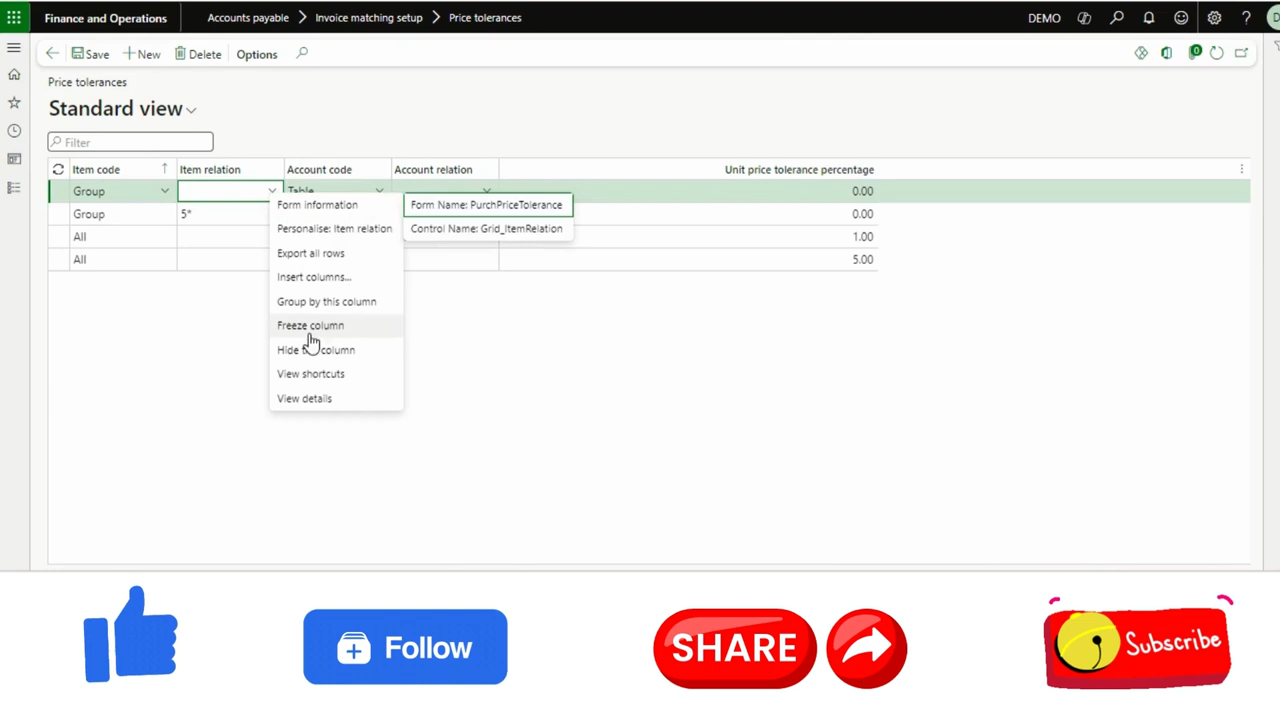 Finance and Operations Accounts payable Invoice matching setup Price tolerances DEMO
Save New Delete Options 0
Price tolerances
Standard view
Filter
Item code Item relation Account code Account relation Unit price tolerance percentage
Group Table 0.00
Group 5* 0.00
All 1.00
All 5.00
Form information
Personalise: Item relation
Export all rows
Insert columns...
Group by this column
Freeze column
Hide column
View shortcuts
View details
Form Name: PurchPriceTolerance
Control Name: Grid_ItemRelation
Follow SHARE Subscribe